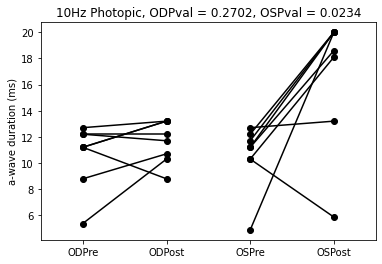 10Hz Photopic, ODPval = 0.2702, OSPval = 0.0234
a-wave duration (ms)
20
18
16
14
12
10
8
6
ODPre ODPost OSPre OSPost